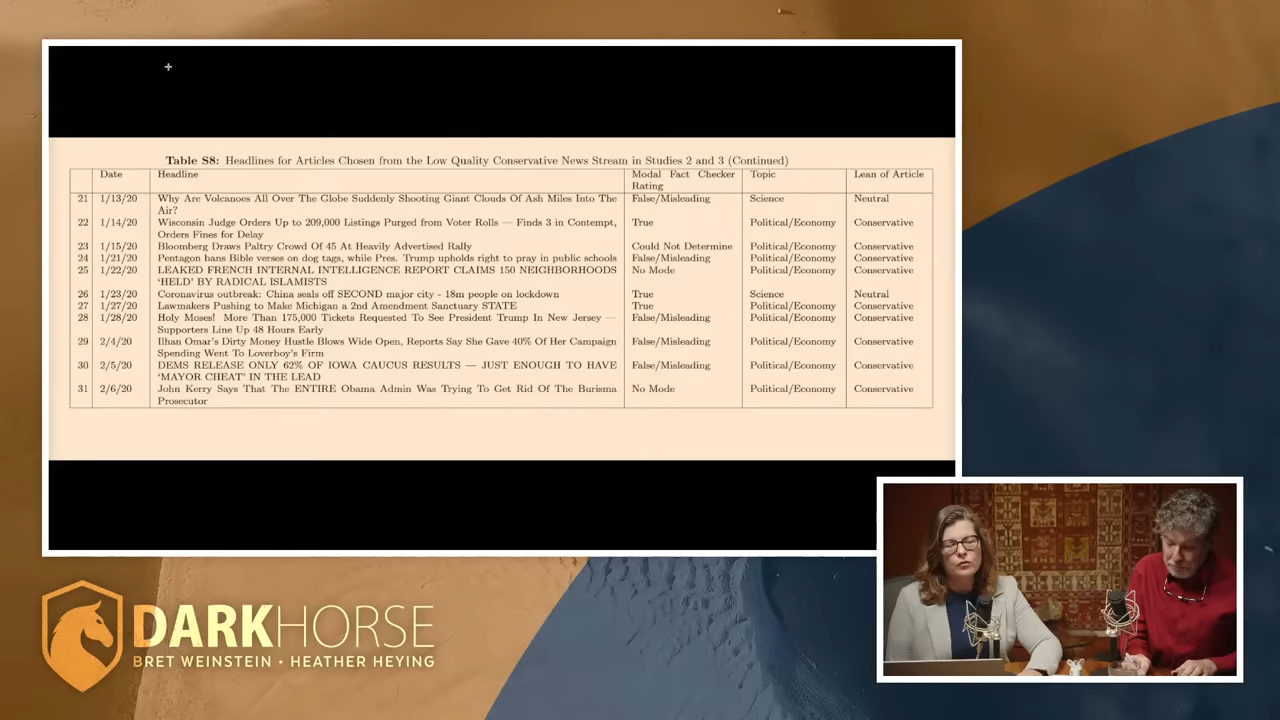 Table S8: Headlines for Articles Chosen from the Low Quality Conservative News Stream in Studies 2 and 3 (Continued)
Date Headline Modal Fact Checker Topic Lean of Article
Rating
21 1/13/20 Why Are Volcanoes All Over The Globe Suddenly Shooting Giant Clouds Of Ash Miles Into The False/Misleading Science Neutral
Air?
22 1/14/20 Wisconsin Judge Orders Up to 209,000 Listings Purged from Voter Rolls — Finds 3 in Contempt, True Political/Economy Conservative
Orders Fines for Delay
23 1/15/20 Bloomberg Draws Paltry Crowd Of 45 At Heavily Advertised Rally Could Not Determine Political/Economy Conservative
24 1/21/20 Pentagon bans Bible verses on dog tags, while Pres. Trump upholds right to pray in public schools False/Misleading Political/Economy Conservative
25 1/22/20 LEAKED FRENCH INTERNAL INTELLIGENCE REPORT CLAIMS 150 NEIGHBORHOODS No Mode Political/Economy Conservative
‘HELD’ BY RADICAL ISLAMISTS
26 1/23/20 Coronavirus outbreak: China seals off SECOND major city - 18m people on lockdown True Science Neutral
27 1/27/20 Lawmakers Pushing to Make Michigan a 2nd Amendment Sanctuary STATE True Political/Economy Conservative
28 1/28/20 Holy Moses! More Than 175,000 Tickets Requested To See President Trump In New Jersey — False/Misleading Political/Economy Conservative
Supporters Line Up 48 Hours Early
29 2/4/20 Ilhan Omar's Dirty Money Hustle Blows Wide Open, Reports Say She Gave 40% Of Her Campaign False/Misleading Political/Economy Conservative
Spending Went To Loverboy's Firm
30 2/5/20 DEMS RELEASE ONLY 62% OF IOWA CAUCUS RESULTS — JUST ENOUGH TO HAVE False/Misleading Political/Economy Conservative
‘MAYOR CHEAT’ IN THE LEAD
31 2/6/20 John Kerry Says That The ENTIRE Obama Admin Was Trying To Get Rid Of The Burisma No Mode Political/Economy Conservative
Prosecutor
DARKHORSE
BRET WEINSTEIN • HEATHER HEYING